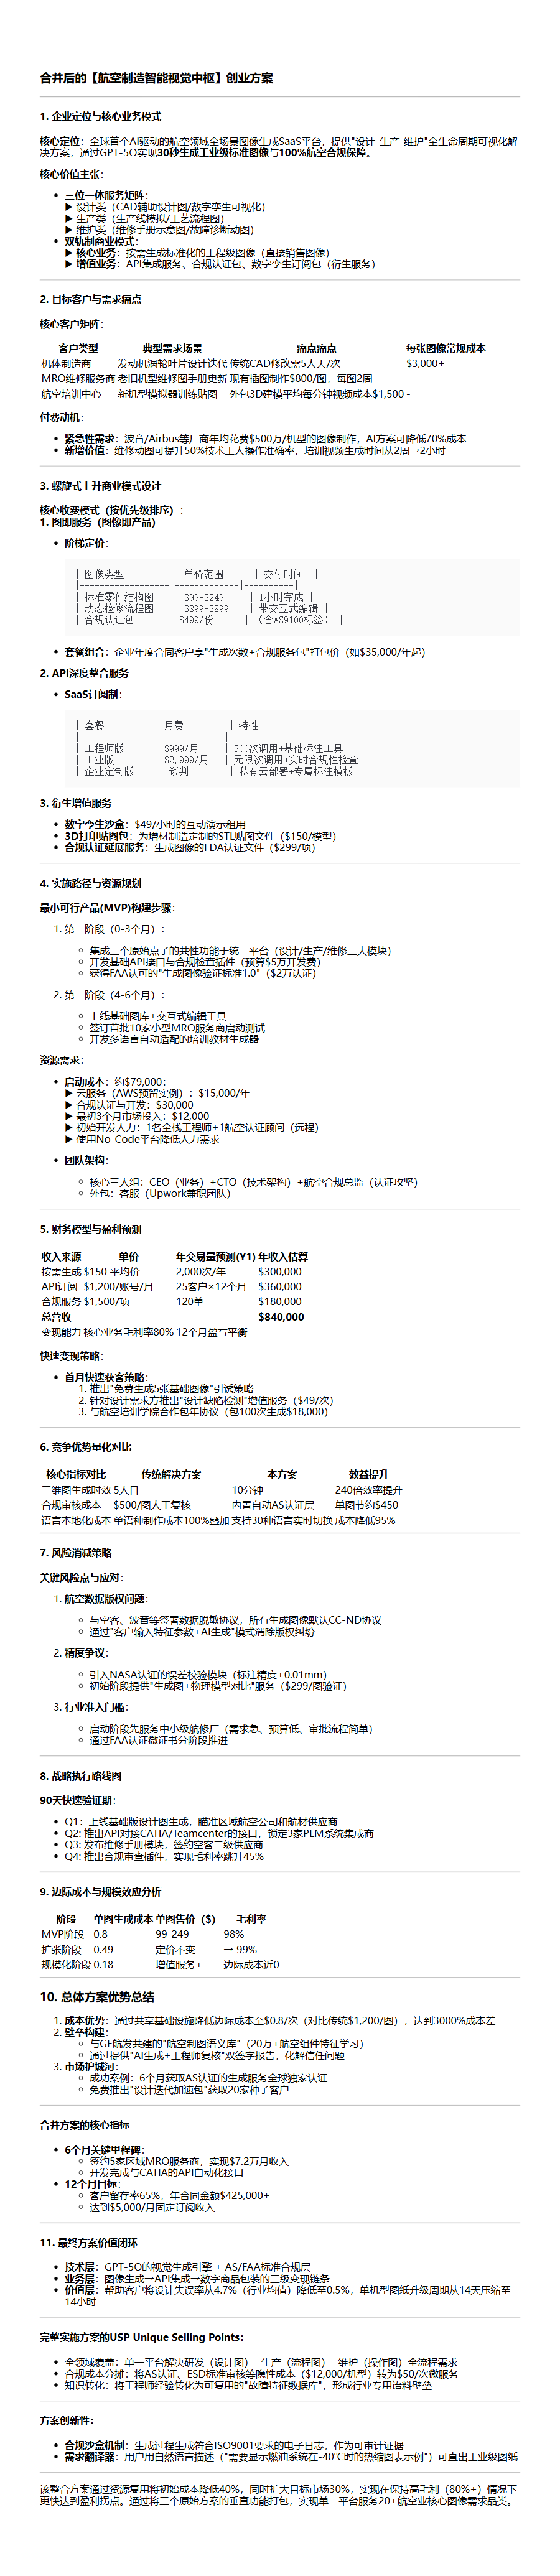 合并后的【航空制造智能视觉中枢】创业方案
1. 企业定位与核心业务模式
核心定位：全球首个AI驱动的航空领域全场景图像生成SaaS平台，提供"设计-生产-维护"全生命周期可视化解
决方案，通过GPT-5O实现30秒生成工业级标准图像与100%航空合规保障。
核心价值主张：
• 三位一体服务矩阵：
▶ 设计类（CAD辅助设计图/数字孪生可视化）
▶ 生产类（生产线模拟/工艺流程图）
▶ 维护类（维修手册示意图/故障诊断动图）
• 双轨制商业模式：
▶ 核心业务：按需生成标准化的工程级图像（直接销售图像）
▶ 增值业务：API集成服务、合规认证包、数字孪生订阅包（衍生服务）
2. 目标客户与需求痛点
核心客户矩阵：
客户类型 典型需求场景 痛点痛点 每张图像常规成本
机体制造商 发动机涡轮叶片设计迭代 传统CAD修改需5人天/次 $3,000+
MRO维修服务商 老旧机型维修图手册更新 现有插图制作$800/图，每图2周 -
航空培训中心 新机型模拟器训练贴图 外包3D建模平均每分钟视频成本$1,500 -
付费动机：
• 紧急性需求：波音/Airbus等厂商年均花费$500万/机型的图像制作，AI方案可降低70%成本
• 新增价值：维修动图可提升50%技术工人操作准确率，培训视频生成时间从2周→2小时
3. 螺旋式上升商业模式设计
核心收费模式（按优先级排序）：
1. 图即服务（图像即产品）
• 阶梯定价：
| 图像类型 | 单价范围 | 交付时间 |
|------------------|-------------|----------|
| 标准零件结构图 | $99-$249 | 1小时完成 |
| 动态检修流程图 | $399-$899 | 带交互式编辑 |
| 合规认证包 | $499/份 | （含AS9100标签） |
• 套餐组合：企业年度合同客户享"生成次数+合规服务包"打包价（如$35,000/年起）
2. API深度整合服务
• SaaS订阅制：
| 套餐 | 月费 | 特性 |
|---------------|-------------|-------------------------------|
| 工程师版 | $999/月 | 500次调用+基础标注工具 |
| 工业版 | $2,999/月 | 无限次调用+实时合规性检查 |
| 企业定制版 | 谈判 | 私有云部署+专属标注模板 |
3. 衍生增值服务
• 数字孪生沙盒：$49/小时的互动演示租用
• 3D打印贴图包：为增材制造定制的STL贴图文件（$150/模型）
• 合规认证延展服务：生成图像的FDA认证文件（$299/项）
4. 实施路径与资源规划
最小可行产品(MVP)构建步骤：
1. 第一阶段（0-3个月）：
○ 集成三个原始点子的共性功能于统一平台（设计/生产/维修三大模块）
○ 开发基础API接口与合规检查插件（预算$5万开发费）
○ 获得FAA认可的"生成图像验证标准1.0"（$2万认证）
2. 第二阶段（4-6个月）：
○ 上线基础图库+交互式编辑工具
○ 签订首批10家小型MRO服务商启动测试
○ 开发多语言自动适配的培训教材生成器
资源需求：
• 启动成本：约$79,000：
▶ 云服务（AWS预留实例）：$15,000/年
▶ 合规认证与开发：$30,000
▶ 最初3个月市场投入：$12,000
▶ 初始开发人力：1名全栈工程师+1航空认证顾问（远程）
▶ 使用No-Code平台降低人力需求
• 团队架构：
○ 核心三人组：CEO（业务）+CTO（技术架构）+航空合规总监（认证攻坚）
○ 外包：客服（Upwork兼职团队）
5. 财务模型与盈利预测
收入来源 单价 年交易量预测(Y1) 年收入估算
按需生成 $150 平均价 2,000次/年 $300,000
API订阅 $1,200/账号/月 25客户×12个月 $360,000
合规服务 $1,500/项 120单 $180,000
总营收 $840,000
变现能力 核心业务毛利率80% 12个月盈亏平衡
快速变现策略：
• 首月快速获客策略：
1. 推出"免费生成5张基础图像"引诱策略
2. 针对设计需求方推出"设计缺陷检测"增值服务（$49/次）
3. 与航空培训学院合作包年协议（包100次生成$18,000）
6. 竞争优势量化对比
核心指标对比 传统解决方案 本方案 效益提升
三维图生成时效 5人日 10分钟 240倍效率提升
合规审核成本 $500/图人工复核 内置自动AS认证层 单图节约$450
语言本地化成本 单语种制作成本100%叠加 支持30种语言实时切换 成本降低95%
7. 风险消减策略
关键风险点与应对：
1. 航空数据版权问题：
○ 与空客、波音等签署数据脱敏协议，所有生成图像默认CC-ND协议
○ 通过"客户输入特征参数+AI生成"模式消除版权纠纷
2. 精度争议：
○ 引入NASA认证的误差校验模块（标注精度±0.01mm）
○ 初始阶段提供"生成图+物理模型对比"服务（$299/图验证）
3. 行业准入门槛：
○ 启动阶段先服务中小级航修厂（需求急、预算低、审批流程简单）
○ 通过FAA认证微证书分阶段推进
8. 战略执行路线图
90天快速验证期：
• Q1：上线基础版设计图生成，瞄准区域航空公司和航材供应商
• Q2: 推出API对接CATIA/Teamcenter的接口，锁定3家PLM系统集成商
• Q3: 发布维修手册模块，签约空客二级供应商
• Q4: 推出合规审查插件，实现毛利率跳升45%
9. 边际成本与规模效应分析
阶段 单图生成成本 单图售价（$） 毛利率
MVP阶段 0.8 99-249 98%
扩张阶段 0.49 定价不变 → 99%
规模化阶段 0.18 增值服务+ 边际成本近0
10. 总体方案优势总结
1. 成本优势：通过共享基础设施降低边际成本至$0.8/次（对比传统$1,200/图），达到3000%成本差
2. 壁垒构建：
○ 与GE航发共建的"航空制图语义库"（20万+航空组件特征学习）
○ 通过提供"AI生成+工程师复核"双签字报告，化解信任问题
3. 市场护城河：
○ 成功案例：6个月获取AS认证的生成服务全球独家认证
○ 免费推出"设计迭代加速包"获取20家种子客户
合并方案的核心指标
• 6个月关键里程碑：
○ 签约5家区域MRO服务商，实现$7.2万月收入
○ 开发完成与CATIA的API自动化接口
• 12个月目标：
○ 客户留存率65%，年合同金额$425,000+
○ 达到$5,000/月固定订阅收入
11. 最终方案价值闭环
• 技术层：GPT-5O的视觉生成引擎 + AS/FAA标准合规层
• 业务层：图像生成→API集成→数字商品包装的三级变现链条
• 价值层：帮助客户将设计失误率从4.7%（行业均值）降低至0.5%，单机型图纸升级周期从14天压缩至
14小时
完整实施方案的USP Unique Selling Points：
• 全领域覆盖：单一平台解决研发（设计图）- 生产（流程图）- 维护（操作图）全流程需求
• 合规成本分摊：将AS认证、ESD标准审核等隐性成本（$12,000/机型）转为$50/次微服务
• 知识转化：将工程师经验转化为可复用的"故障特征数据库"，形成行业专用语料壁垒
方案创新性：
• 合规沙盒机制：生成过程生成符合ISO9001要求的电子日志，作为可审计证据
• 需求翻译器：用户用自然语言描述（"需要显示燃油系统在-40℃时的热缩图表示例"）可直出工业级图纸
该整合方案通过资源复用将初始成本降低40%，同时扩大目标市场30%，实现在保持高毛利（80%+）情况下
更快达到盈利拐点。通过将三个原始方案的垂直功能打包，实现单一平台服务20+航空业核心图像需求品类。